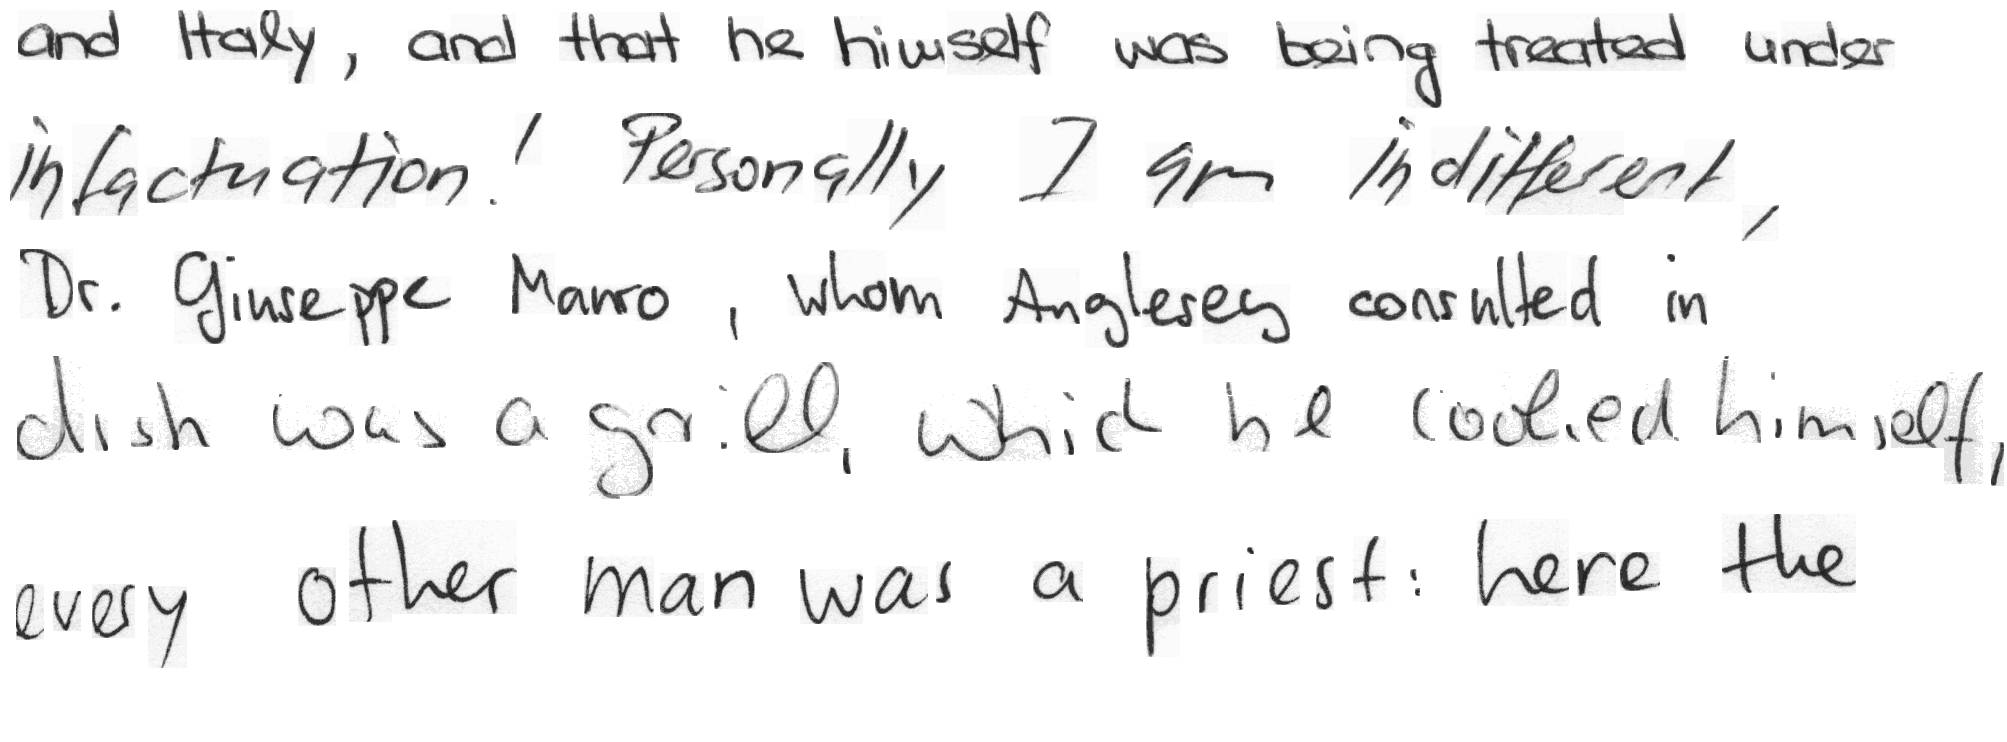 and Italy, and that he himself was being treated under
infactuation! Personally I am indifferent,
Dr. Giuseppe Mauro, whom Anglesey consulted in
dish was a grill, which he cooked himself,
every other man was a priest: here the